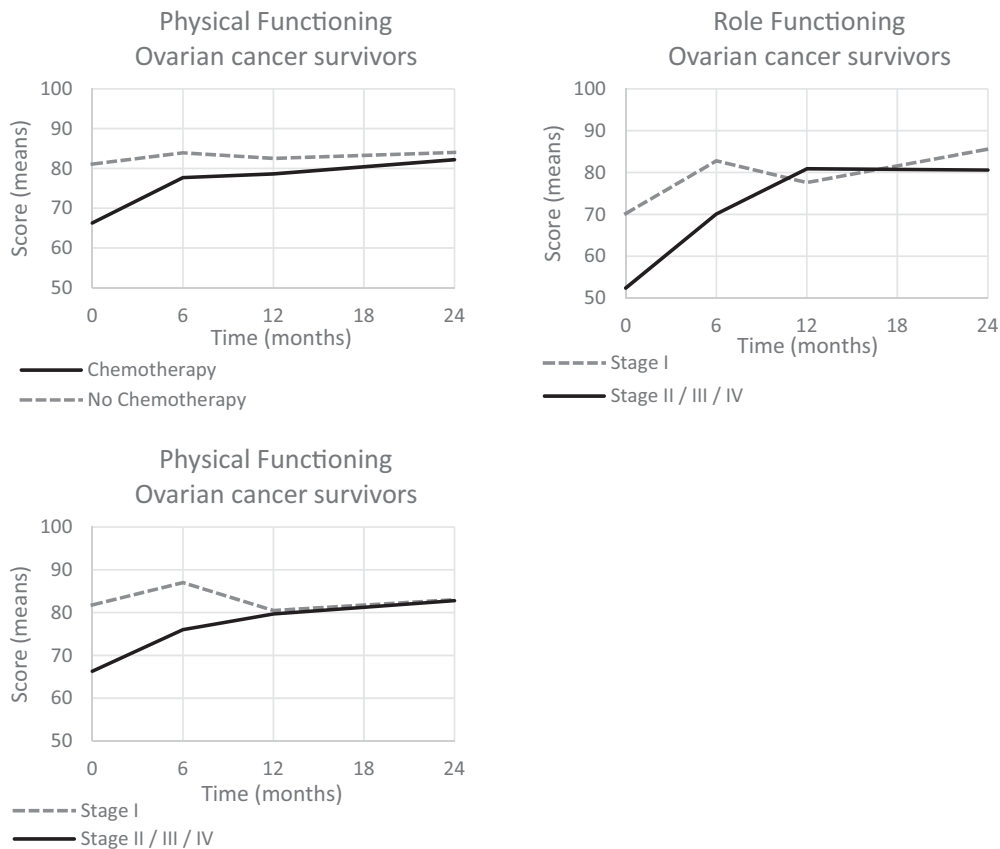 Physical Functioning
Ovarian cancer survivors
100
90
80
70
60
50
Score (means)
0 6 12 18 24
Time (months)
Chemotherapy
No Chemotherapy
Role Functioning
Ovarian cancer survivors
100
90
80
70
60
50
Score (means)
0 6 12 18 24
Time (months)
Stage I
Stage II / III / IV
Physical Functioning
Ovarian cancer survivors
100
90
80
70
60
50
Score (means)
0 6 12 18 24
Time (months)
Stage I
Stage II / III / IV